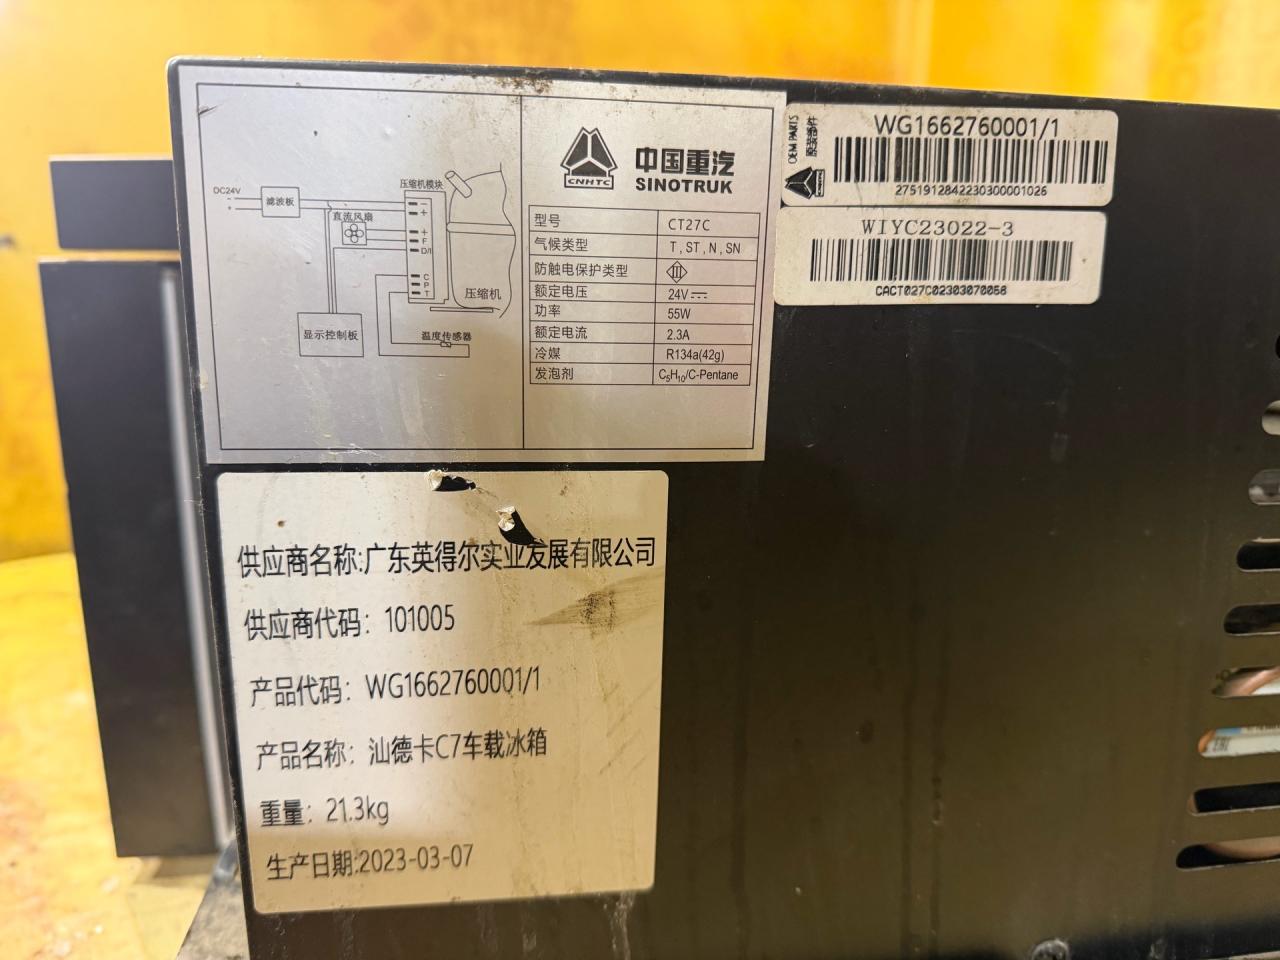 DC24V
滤波板
直流风扇
压缩机模块
+
+
F
D/I
C
P
T
压缩机
显示控制板
温度传感器
CNHTC
中国重汽
SINOTRUK
型号 CT27C
气候类型 T , ST , N , SN
防触电保护类型 III
额定电压 24V
功率 55W
额定电流 2.3A
冷媒 R134a(42g)
发泡剂 C₅H₁₀/C-Pentane
OEM PARTS
原装部件
CNHTC
WG1662760001/1
2751912842230300001026
WIYC23022-3
CACT027C02303070058
供应商名称:广东英得尔实业发展有限公司
供应商代码: 101005
产品代码: WG1662760001/1
产品名称: 汕德卡C7车载冰箱
重量: 21.3kg
生产日期:2023-03-07